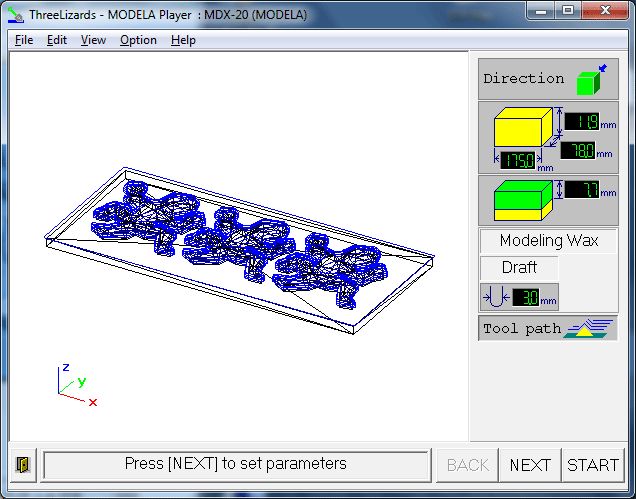 ThreeLizards - MODELA Player : MDX-20 (MODELA)
File Edit View Option Help
Direction
11.9 mm
78.0 mm
175.0 mm
7.7 mm
Modeling Wax
Draft
3.0 mm
Tool path
z
y
x
Press [NEXT] to set parameters
BACK NEXT START